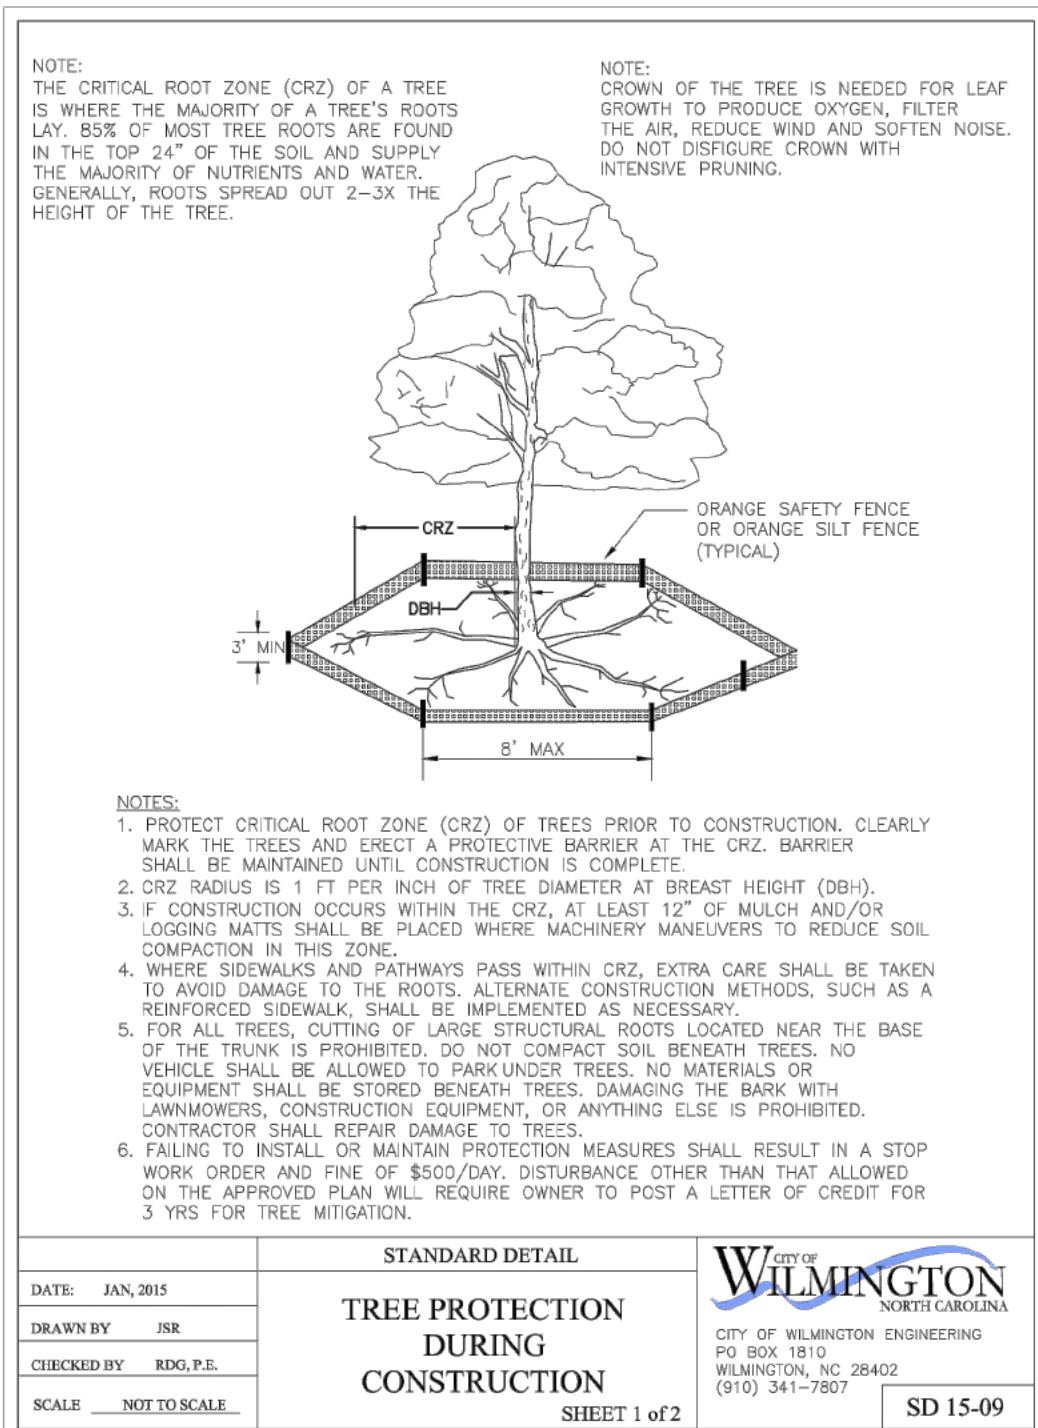 NOTE:
THE CRITICAL ROOT ZONE (CRZ) OF A TREE
IS WHERE THE MAJORITY OF A TREE'S ROOTS
LAY. 85% OF MOST TREE ROOTS ARE FOUND
IN THE TOP 24" OF THE SOIL AND SUPPLY
THE MAJORITY OF NUTRIENTS AND WATER.
GENERALLY, ROOTS SPREAD OUT 2-3X THE
HEIGHT OF THE TREE.
NOTE:
CROWN OF THE TREE IS NEEDED FOR LEAF
GROWTH TO PRODUCE OXYGEN, FILTER
THE AIR, REDUCE WIND AND SOFTEN NOISE.
DO NOT DISFIGURE CROWN WITH
INTENSIVE PRUNING.
ORANGE SAFETY FENCE
OR ORANGE SILT FENCE
(TYPICAL)
CRZ
DBH
3' MIN
8' MAX
NOTES:
1. PROTECT CRITICAL ROOT ZONE (CRZ) OF TREES PRIOR TO CONSTRUCTION. CLEARLY
MARK THE TREES AND ERECT A PROTECTIVE BARRIER AT THE CRZ. BARRIER
SHALL BE MAINTAINED UNTIL CONSTRUCTION IS COMPLETE.
2. CRZ RADIUS IS 1 FT PER INCH OF TREE DIAMETER AT BREAST HEIGHT (DBH).
3. IF CONSTRUCTION OCCURS WITHIN THE CRZ, AT LEAST 12" OF MULCH AND/OR
LOGGING MATTS SHALL BE PLACED WHERE MACHINERY MANEUVERS TO REDUCE SOIL
COMPACTION IN THIS ZONE.
4. WHERE SIDEWALKS AND PATHWAYS PASS WITHIN CRZ, EXTRA CARE SHALL BE TAKEN
TO AVOID DAMAGE TO THE ROOTS. ALTERNATE CONSTRUCTION METHODS, SUCH AS A
REINFORCED SIDEWALK, SHALL BE IMPLEMENTED AS NECESSARY.
5. FOR ALL TREES, CUTTING OF LARGE STRUCTURAL ROOTS LOCATED NEAR THE BASE
OF THE TRUNK IS PROHIBITED. DO NOT COMPACT SOIL BENEATH TREES. NO
VEHICLE SHALL BE ALLOWED TO PARK UNDER TREES. NO MATERIALS OR
EQUIPMENT SHALL BE STORED BENEATH TREES. DAMAGING THE BARK WITH
LAWNMOWERS, CONSTRUCTION EQUIPMENT, OR ANYTHING ELSE IS PROHIBITED.
CONTRACTOR SHALL REPAIR DAMAGE TO TREES.
6. FAILING TO INSTALL OR MAINTAIN PROTECTION MEASURES SHALL RESULT IN A STOP
WORK ORDER AND FINE OF $500/DAY. DISTURBANCE OTHER THAN THAT ALLOWED
ON THE APPROVED PLAN WILL REQUIRE OWNER TO POST A LETTER OF CREDIT FOR
3 YRS FOR TREE MITIGATION.
DATE: JAN, 2015
DRAWN BY JSR
CHECKED BY RDG, P.E.
SCALE NOT TO SCALE
STANDARD DETAIL
TREE PROTECTION
DURING
CONSTRUCTION
SHEET 1 of 2
CITY OF
WILMINGTON
NORTH CAROLINA
CITY OF WILMINGTON ENGINEERING
PO BOX 1810
WILMINGTON, NC 28402
(910) 341-7807
SD 15-09